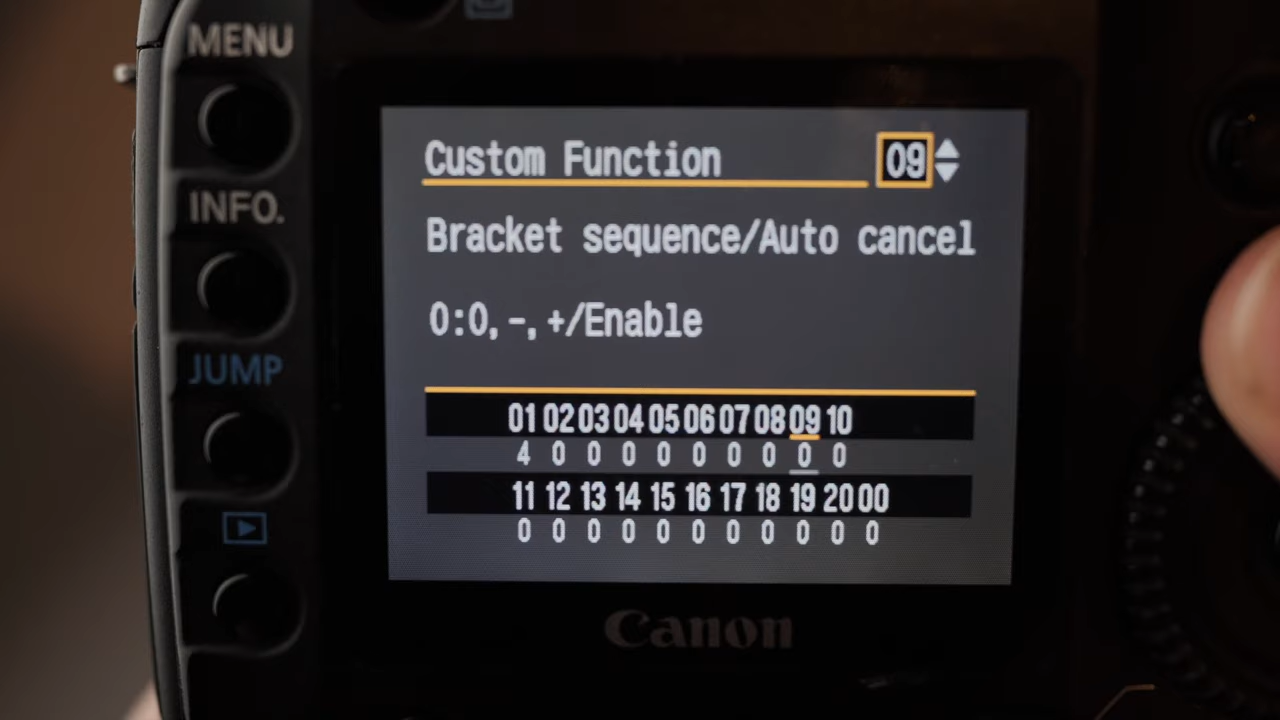 MENU
INFO.
JUMP
Custom Function 09
Bracket sequence/Auto cancel
0:0,-,+/Enable
01 02 03 04 05 06 07 08 09 10
4 0 0 0 0 0 0 0 0 0
11 12 13 14 15 16 17 18 19 20 00
0 0 0 0 0 0 0 0 0 0 0
Canon